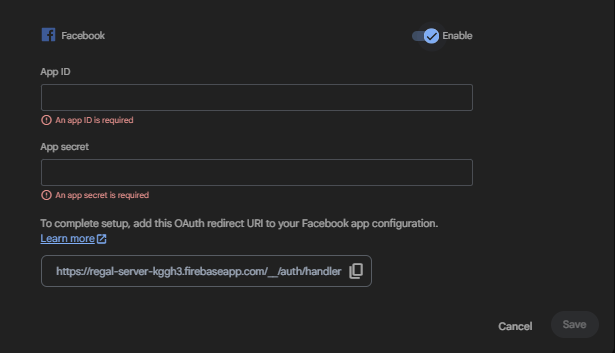 Facebook
Enable
App ID
An app ID is required
App secret
An app secret is required
To complete setup, add this OAuth redirect URI to your Facebook app configuration.
Learn more
https://regal-server-kggh3.firebaseapp.com/__/auth/handler
Cancel
Save